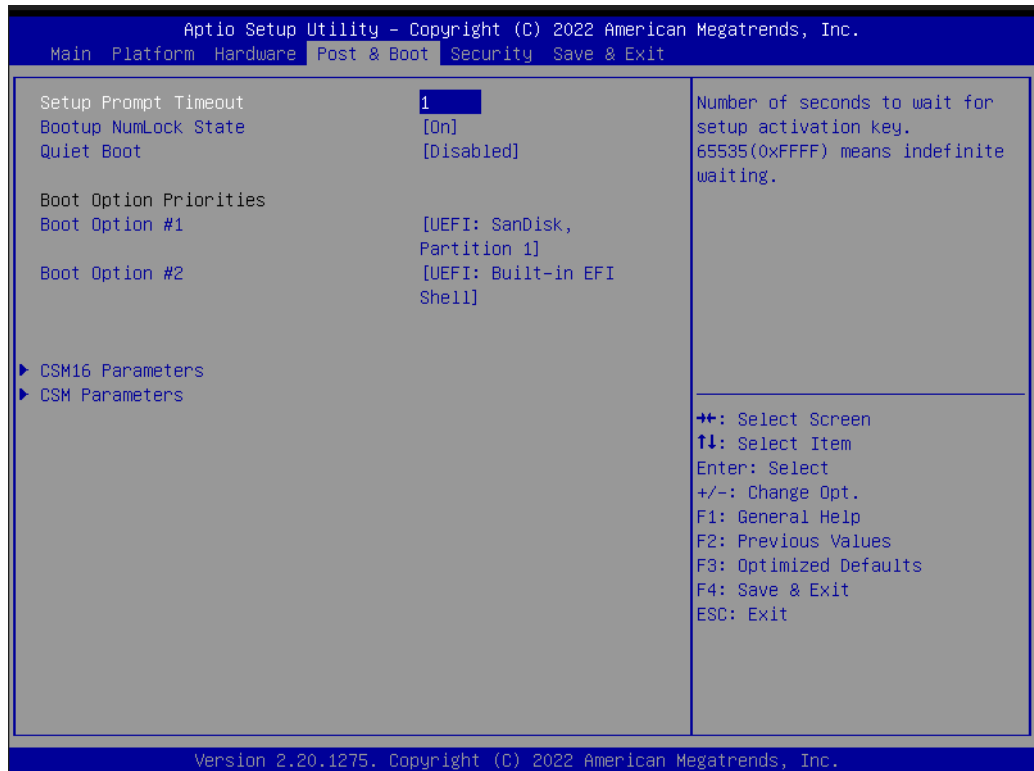 Aptio Setup Utility – Copyright (C) 2022 American Megatrends, Inc.
Main Platform Hardware Post & Boot Security Save & Exit
Setup Prompt Timeout 1
Bootup NumLock State [On]
Quiet Boot [Disabled]
Boot Option Priorities
Boot Option #1 [UEFI: SanDisk,
Partition 1]
Boot Option #2 [UEFI: Built-in EFI
Shell]
CSM16 Parameters
CSM Parameters
Number of seconds to wait for
setup activation key.
65535(0xFFFF) means indefinite
waiting.
→←: Select Screen
↑↓: Select Item
Enter: Select
+/-: Change Opt.
F1: General Help
F2: Previous Values
F3: Optimized Defaults
F4: Save & Exit
ESC: Exit
Version 2.20.1275. Copyright (C) 2022 American Megatrends, Inc.